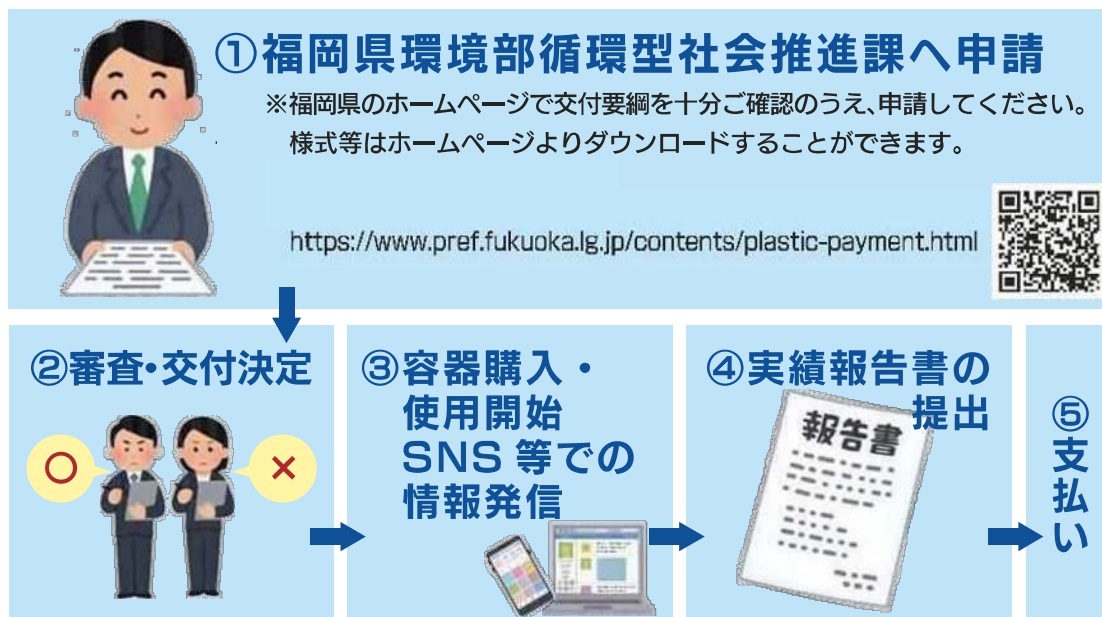 ①福岡県環境部循環型社会推進課へ申請
※福岡県のホームページで交付要綱を十分ご確認のうえ、申請してください。
様式等はホームページよりダウンロードすることができます。
https://www.pref.fukuoka.lg.jp/contents/plastic-payment.html
②審査・交付決定
○
×
③容器購入・
使用開始
SNS 等での
情報発信
④実績報告書の
提出
報告書
⑤支払い